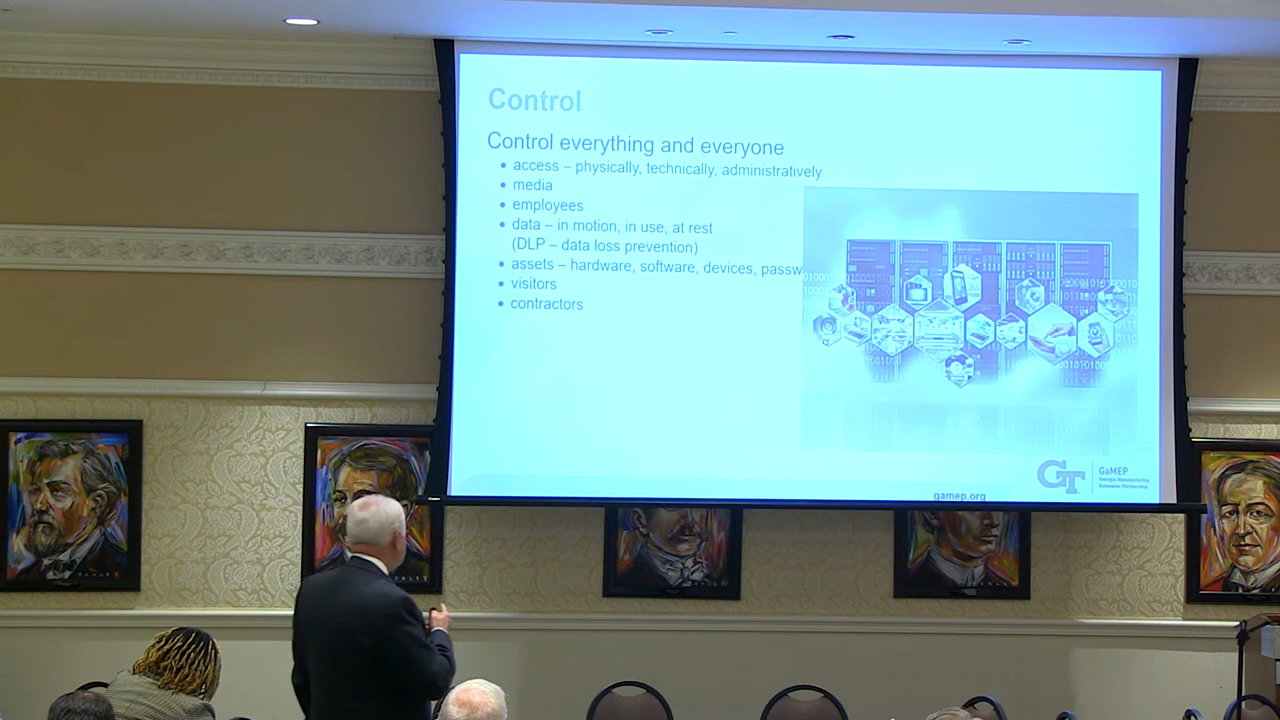 Control
Control everything and everyone
• access – physically, technically, administratively
• media
• employees
• data – in motion, in use, at rest
(DLP – data loss prevention)
• assets – hardware, software, devices, passw
• visitors
• contractors
GT
GaMEP
Georgia Manufacturing
Extension Partnership
gamep.org